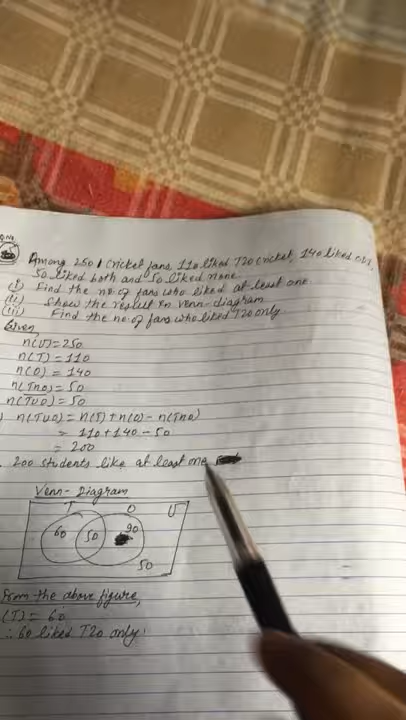 Among 250 cricket fans, 110 liked T20 cricket, 140 liked ODI,
50 liked both and 50 liked none.
(i) Find the no. of fans who liked at least one.
(ii) Show the result in Venn-diagram
(iii) Find the no. of fans who liked T20 only.
Given
n(U) = 250
n(T) = 110
n(O) = 140
n(T∩O) = 50
n(T∪O) = 50
) n(T∪O) = n(T) + n(O) - n(T∩O)
= 110 + 140 - 50
= 200
. 200 students like at least one
Venn-Diagram
T O U
60 50 90
50
From the above figure,
(T) = 60
∴ 60 liked T20 only.